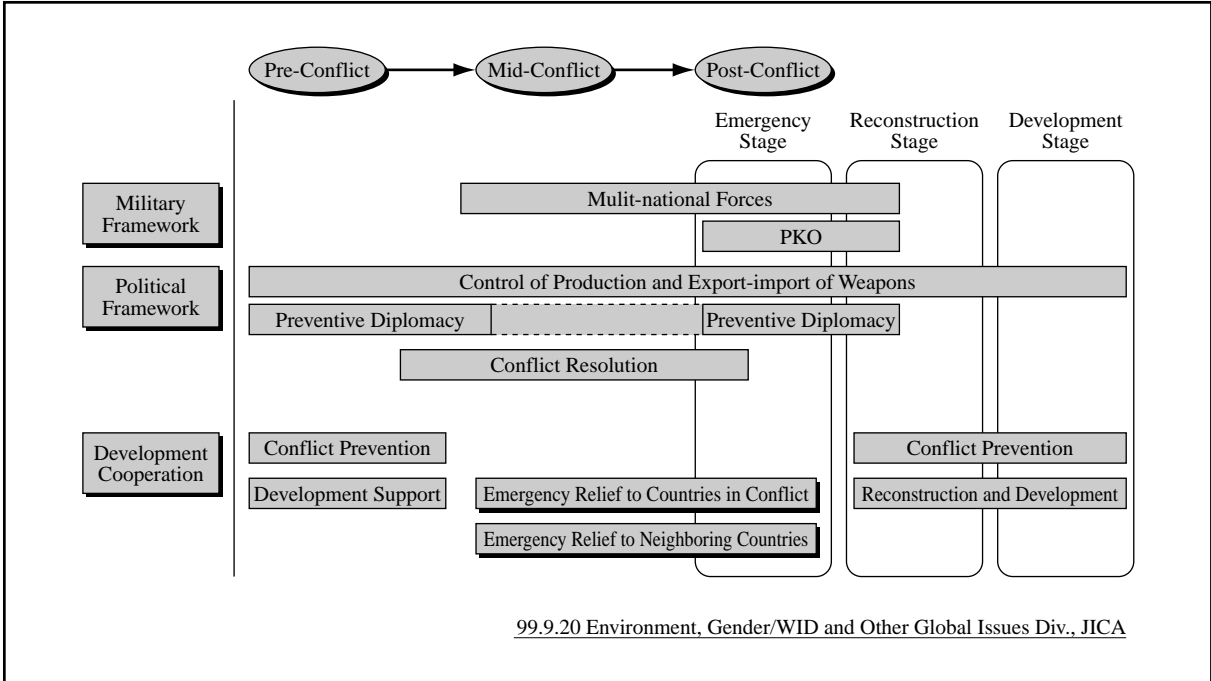 Pre-Conflict
Mid-Conflict
Post-Conflict
Emergency
Stage
Reconstruction
Stage
Development
Stage
Military
Framework
Mulit-national Forces
PKO
Political
Framework
Control of Production and Export-import of Weapons
Preventive Diplomacy
Preventive Diplomacy
Conflict Resolution
Development
Cooperation
Conflict Prevention
Conflict Prevention
Development Support
Emergency Relief to Countries in Conflict
Reconstruction and Development
Emergency Relief to Neighboring Countries
99.9.20 Environment, Gender/WID and Other Global Issues Div., JICA